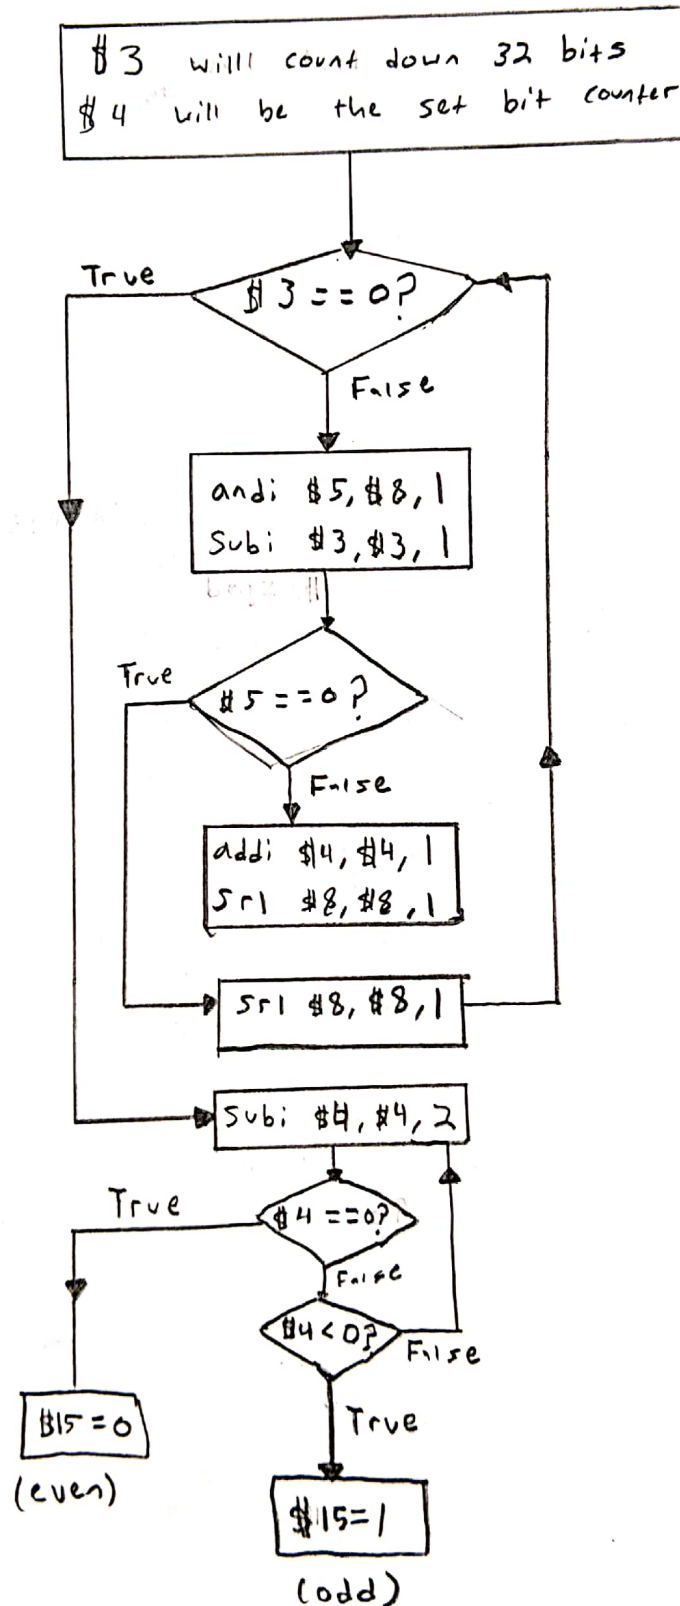 $3 willl count down 32 bits
$4 will be the set bit counter
True
$3 == 0?
False
andi $5, $8, 1
Subi $3, $3, 1
True
$5 == 0?
False
addi $4, $4, 1
Srl $8, $8, 1
srl $8, $8, 1
Subi $4, $4, 2
True
$4 == 0?
False
$4 < 0?
False
$15 = 0
True
(even)
$15 = 1
(odd)